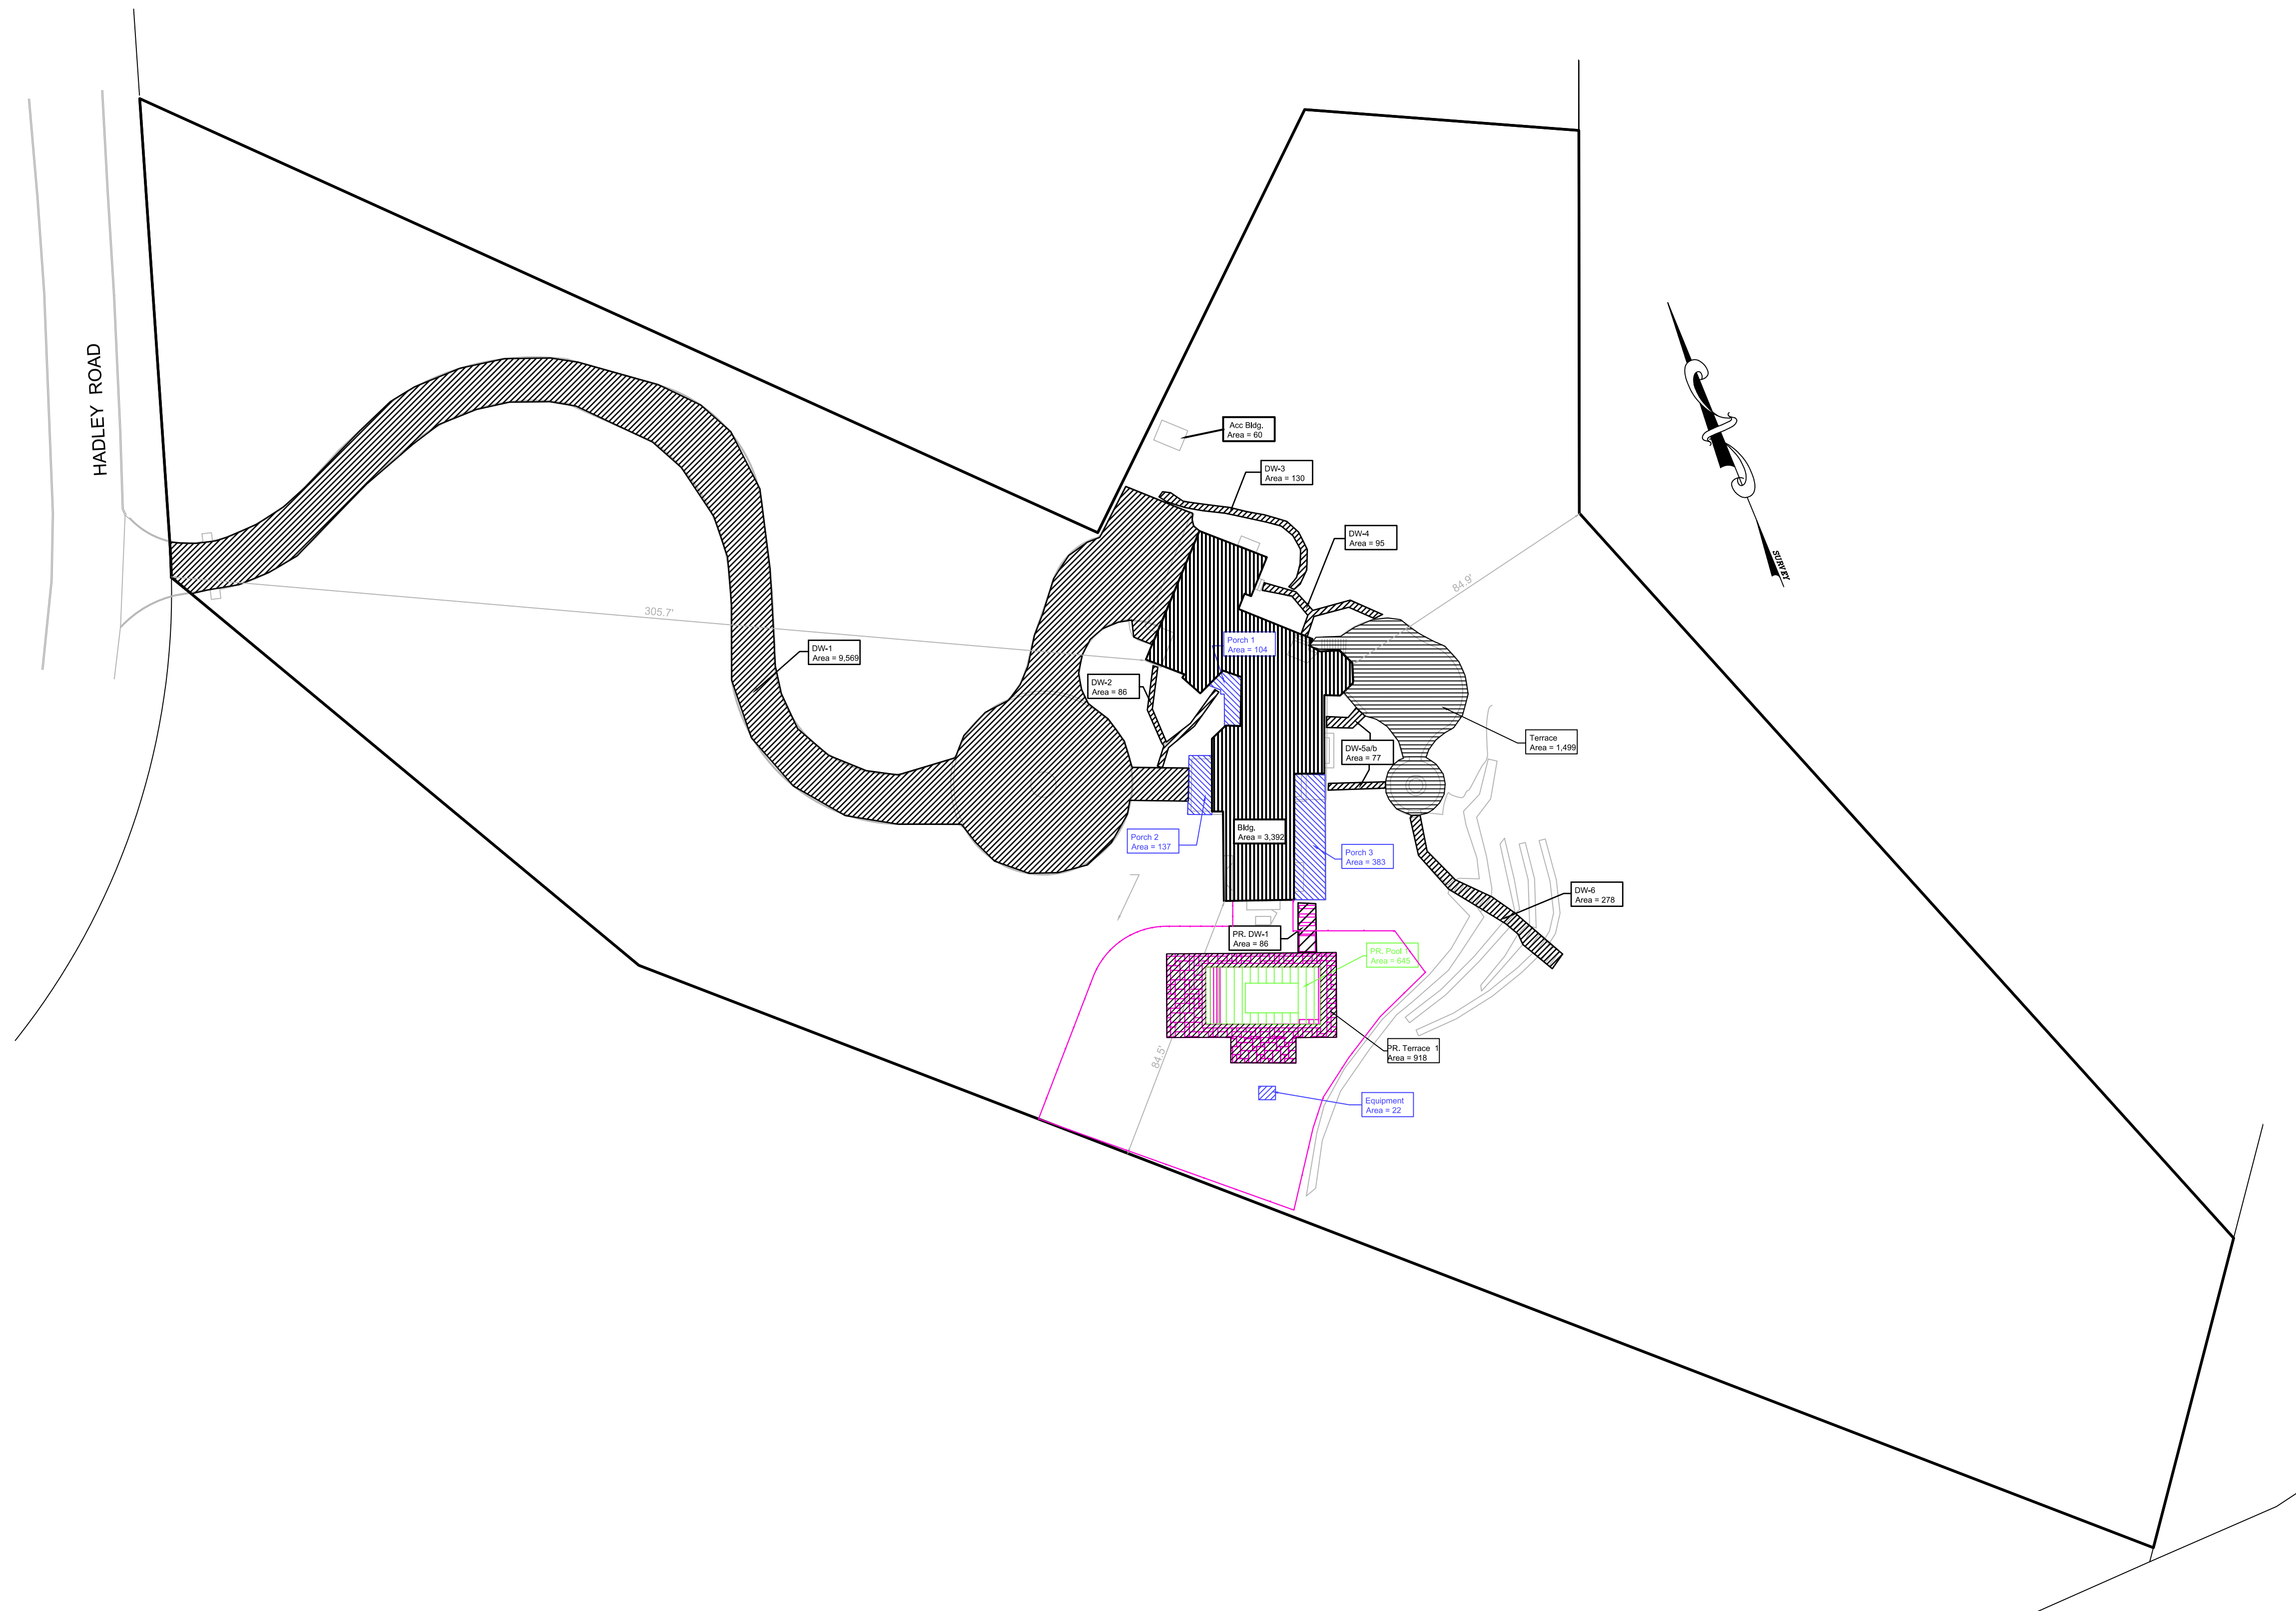 HADLEY ROAD
Acc Bldg.
Area = 60
DW-3
Area = 130
DW-4
Area = 95
SURVEY
84.9'
305.7'
DW-1
Area = 9,569
Porch 1
Area = 104
DW-2
Area = 86
Terrace
Area = 1,499
DW-5a/b
Area = 77
Bldg.
Area = 3,392
Porch 2
Area = 137
Porch 3
Area = 383
DW-6
Area = 278
PR. DW-1
Area = 86
PR. Pool 1
Area = 645
PR. Terrace 1
Area = 918
84.5'
Equipment
Area = 22